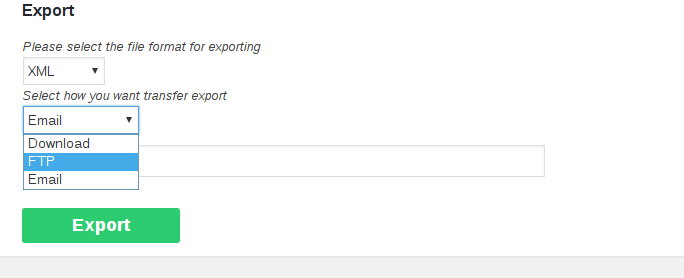 Export
Please select the file format for exporting
XML
Select how you want transfer export
Email
Download
FTP
Email
Export